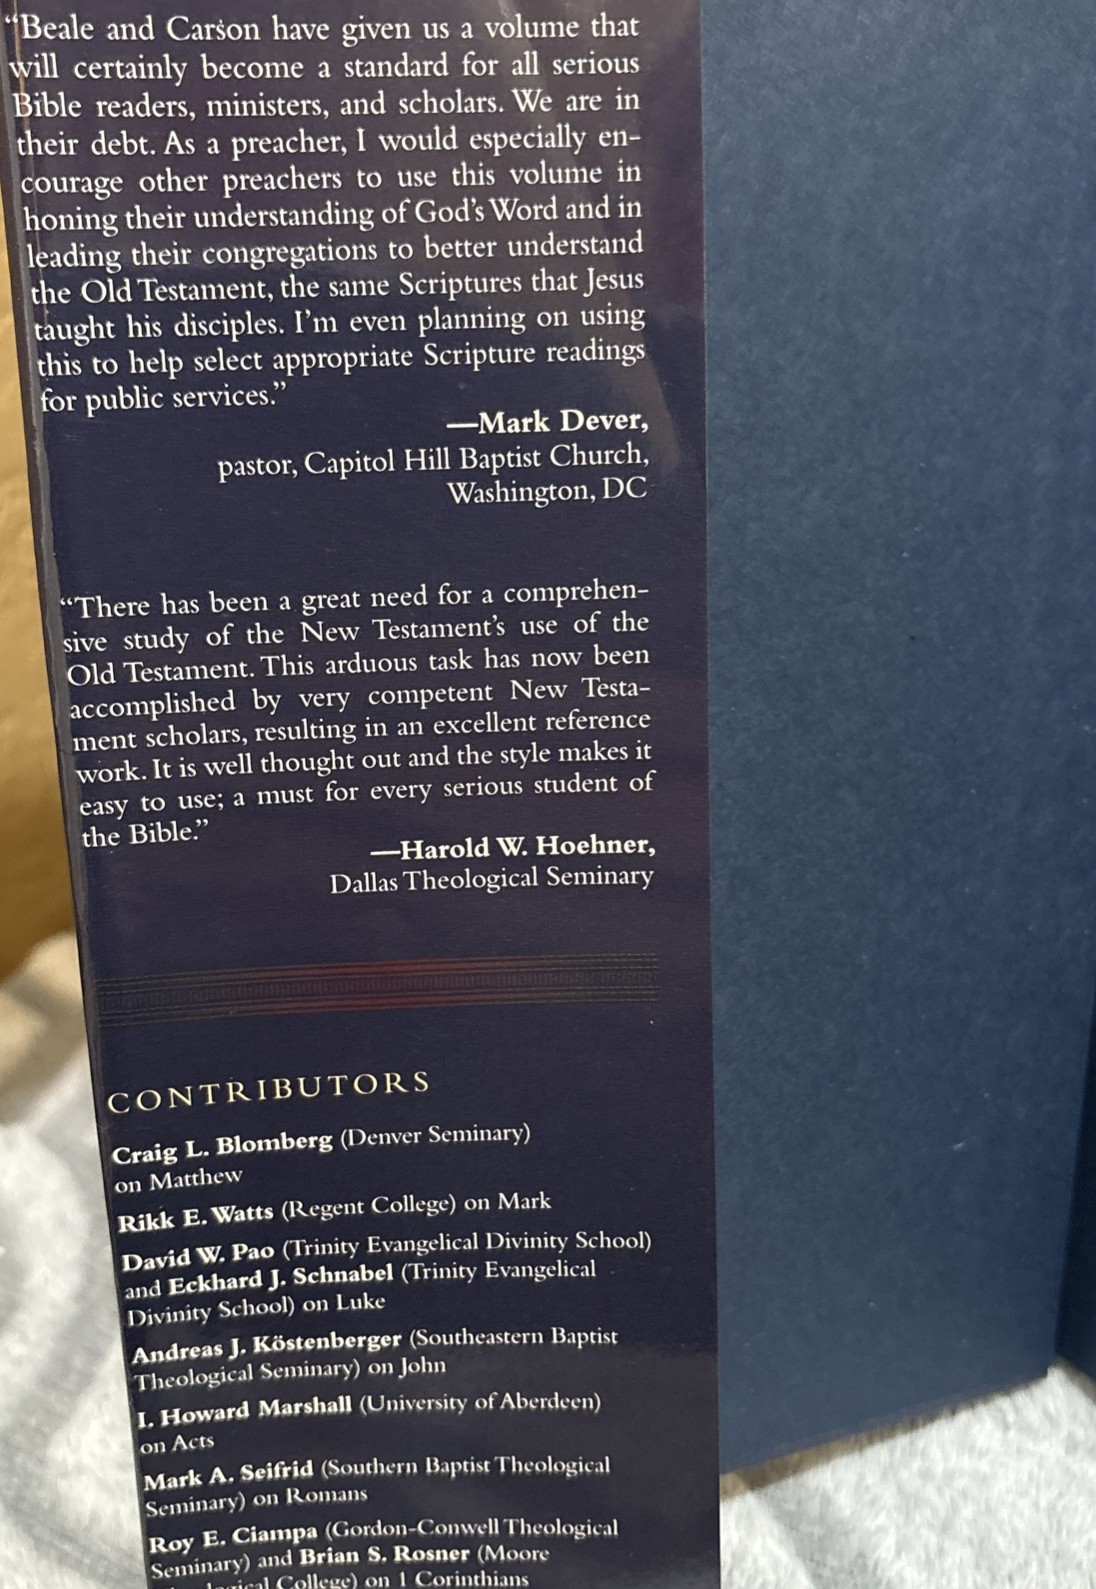 “Beale and Carson have given us a volume that
will certainly become a standard for all serious
Bible readers, ministers, and scholars. We are in
their debt. As a preacher, I would especially en-
courage other preachers to use this volume in
honing their understanding of God’s Word and in
leading their congregations to better understand
the Old Testament, the same Scriptures that Jesus
taught his disciples. I’m even planning on using
this to help select appropriate Scripture readings
for public services.”
—Mark Dever,
pastor, Capitol Hill Baptist Church,
Washington, DC
“There has been a great need for a comprehen-
sive study of the New Testament’s use of the
Old Testament. This arduous task has now been
accomplished by very competent New Testa-
ment scholars, resulting in an excellent reference
work. It is well thought out and the style makes it
easy to use; a must for every serious student of
the Bible.”
—Harold W. Hoehner,
Dallas Theological Seminary
CONTRIBUTORS
Craig L. Blomberg (Denver Seminary)
on Matthew
Rikk E. Watts (Regent College) on Mark
David W. Pao (Trinity Evangelical Divinity School)
and Eckhard J. Schnabel (Trinity Evangelical
Divinity School) on Luke
Andreas J. Köstenberger (Southeastern Baptist
Theological Seminary) on John
I. Howard Marshall (University of Aberdeen)
on Acts
Mark A. Seifrid (Southern Baptist Theological
Seminary) on Romans
Roy E. Ciampa (Gordon-Conwell Theological
Seminary) and Brian S. Rosner (Moore
College) on 1 Corinthians